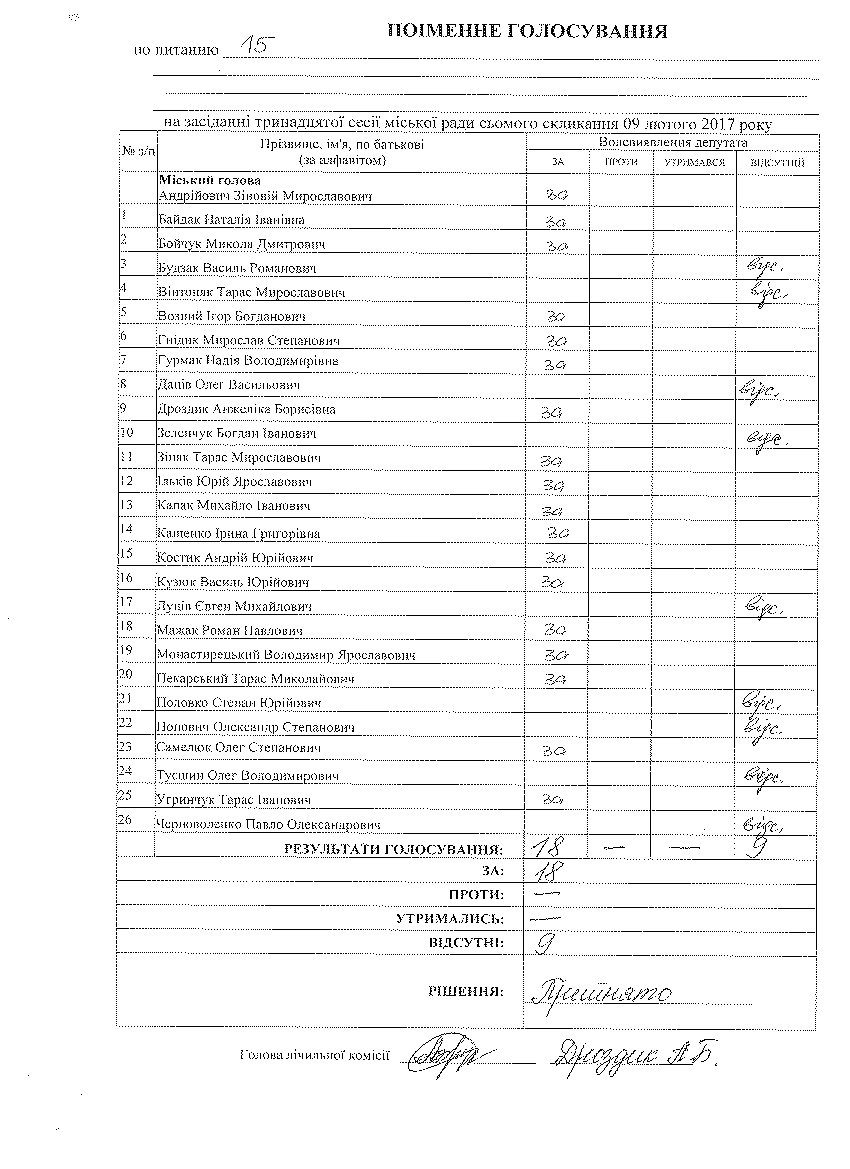 ПОІМЕННЕ ГОЛОСУВАННЯ
по питанню 15
на засіданні тринадцятої сесії міської ради сьомого скликання 09 лютого 2017 року
№ з/п Прізвище, ім'я, по батькові (за алфавітом) Волевиявлення депутата
ЗА ПРОТИ УТРИМАВСЯ ВІДСУТНІЙ
Міський голова
Андрійович Зіновій Мирославович за
1 Байдак Наталія Іванівна за
2 Бойчук Микола Дмитрович за
3 Будзак Василь Романович відс.
4 Вінтоняк Тарас Мирославович відс.
5 Возний Ігор Богданович за
6 Гнідик Мирослав Степанович за
7 Гурмак Надія Володимирівна за
8 Даців Олег Васильович відс.
9 Дроздик Анжеліка Борисівна за
10 Зеленчук Богдан Іванович відс.
11 Зіняк Тарас Мирославович за
12 Ільків Юрій Ярославович за
13 Капак Михайло Іванович за
14 Кащенко Ірина Григорівна за
15 Костик Андрій Юрійович за
16 Кузюк Василь Юрійович за
17 Луців Євген Михайлович відс.
18 Мажак Роман Павлович за
19 Монастирецький Володимир Ярославович за
20 Пекарський Тарас Миколайович за
21 Половко Степан Юрійович відс.
22 Попович Олександр Степанович відс.
23 Самелюк Олег Степанович за
24 Тусшин Олег Володимирович відс.
25 Угринчук Тарас Іванович за
26 Черноволенко Павло Олександрович відс.
РЕЗУЛЬТАТИ ГОЛОСУВАННЯ: 18 — — 9
ЗА: 18
ПРОТИ: —
УТРИМАЛИСЬ: —
ВІДСУТНІ: 9
РІШЕННЯ: Прийнято
Голова лічильної комісії Дроздик А.Б.